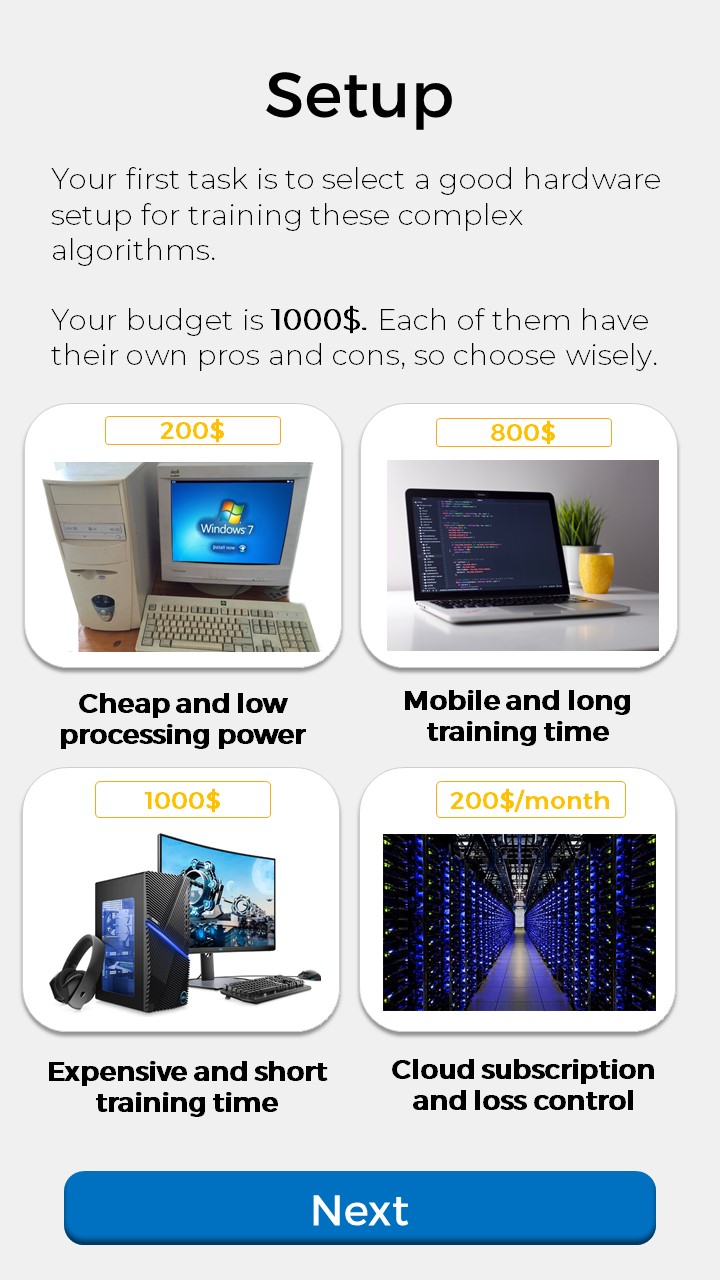 Setup
Your first task is to select a good hardware
setup for training these complex
algorithms.
Your budget is 1000$. Each of them have
their own pros and cons, so choose wisely.
200$
800$
Windows 7
Install now
Cheap and low
processing power
Mobile and long
training time
1000$
200$/month
Expensive and short
training time
Cloud subscription
and loss control
Next